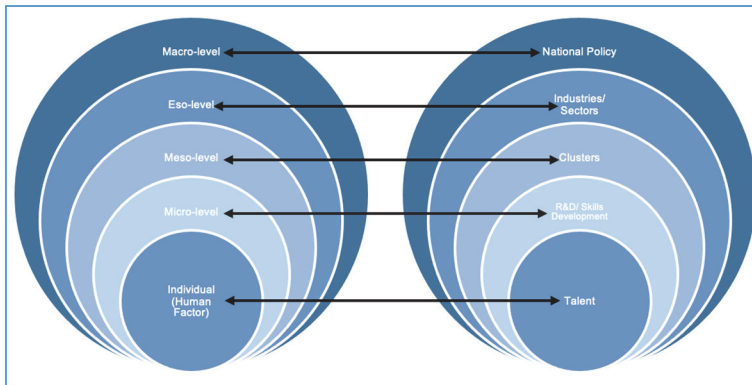 Macro-level
National Policy
Eso-level
Industries/
Sectors
Meso-level
Clusters
Micro-level
R&D/ Skills
Development
Individual
(Human
Factor)
Talent